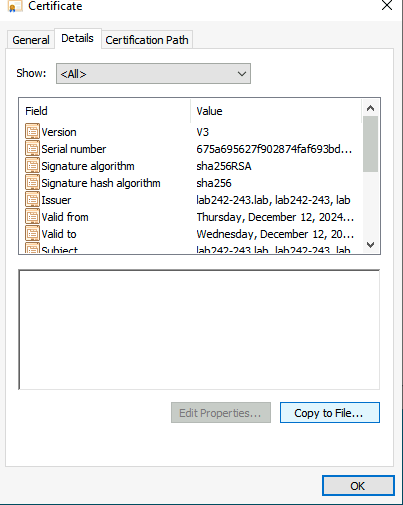 Certificate
General Details Certification Path
Show: <All>
Field Value
Version V3
Serial number 675a695627f902874faf693bd...
Signature algorithm sha256RSA
Signature hash algorithm sha256
Issuer lab242-243.lab, lab242-243, lab
Valid from Thursday, December 12, 2024...
Valid to Wednesday, December 12, 20...
Subject lab242-243.lab, lab242-243, lab
Edit Properties...
Copy to File...
OK